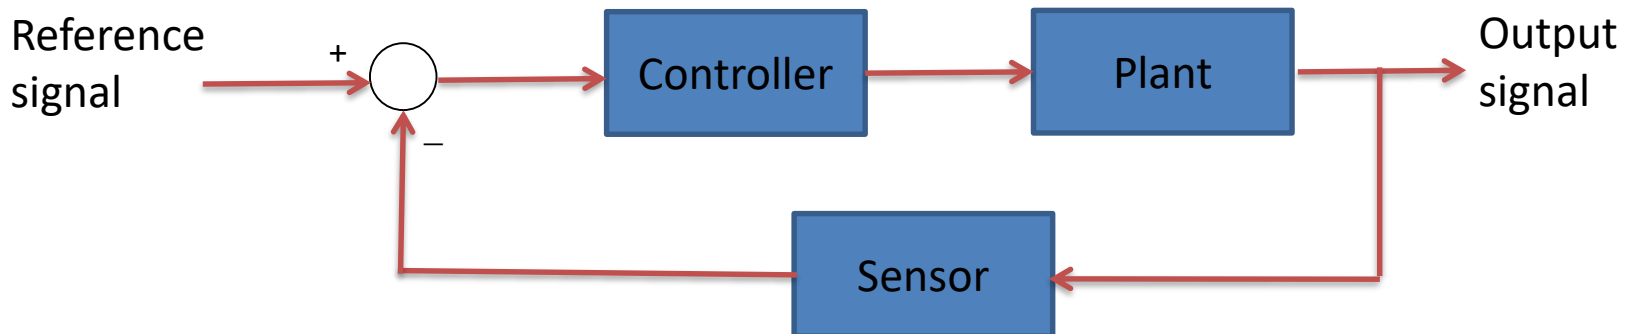 Reference
signal
+
Controller
Plant
Output
signal
–
Sensor